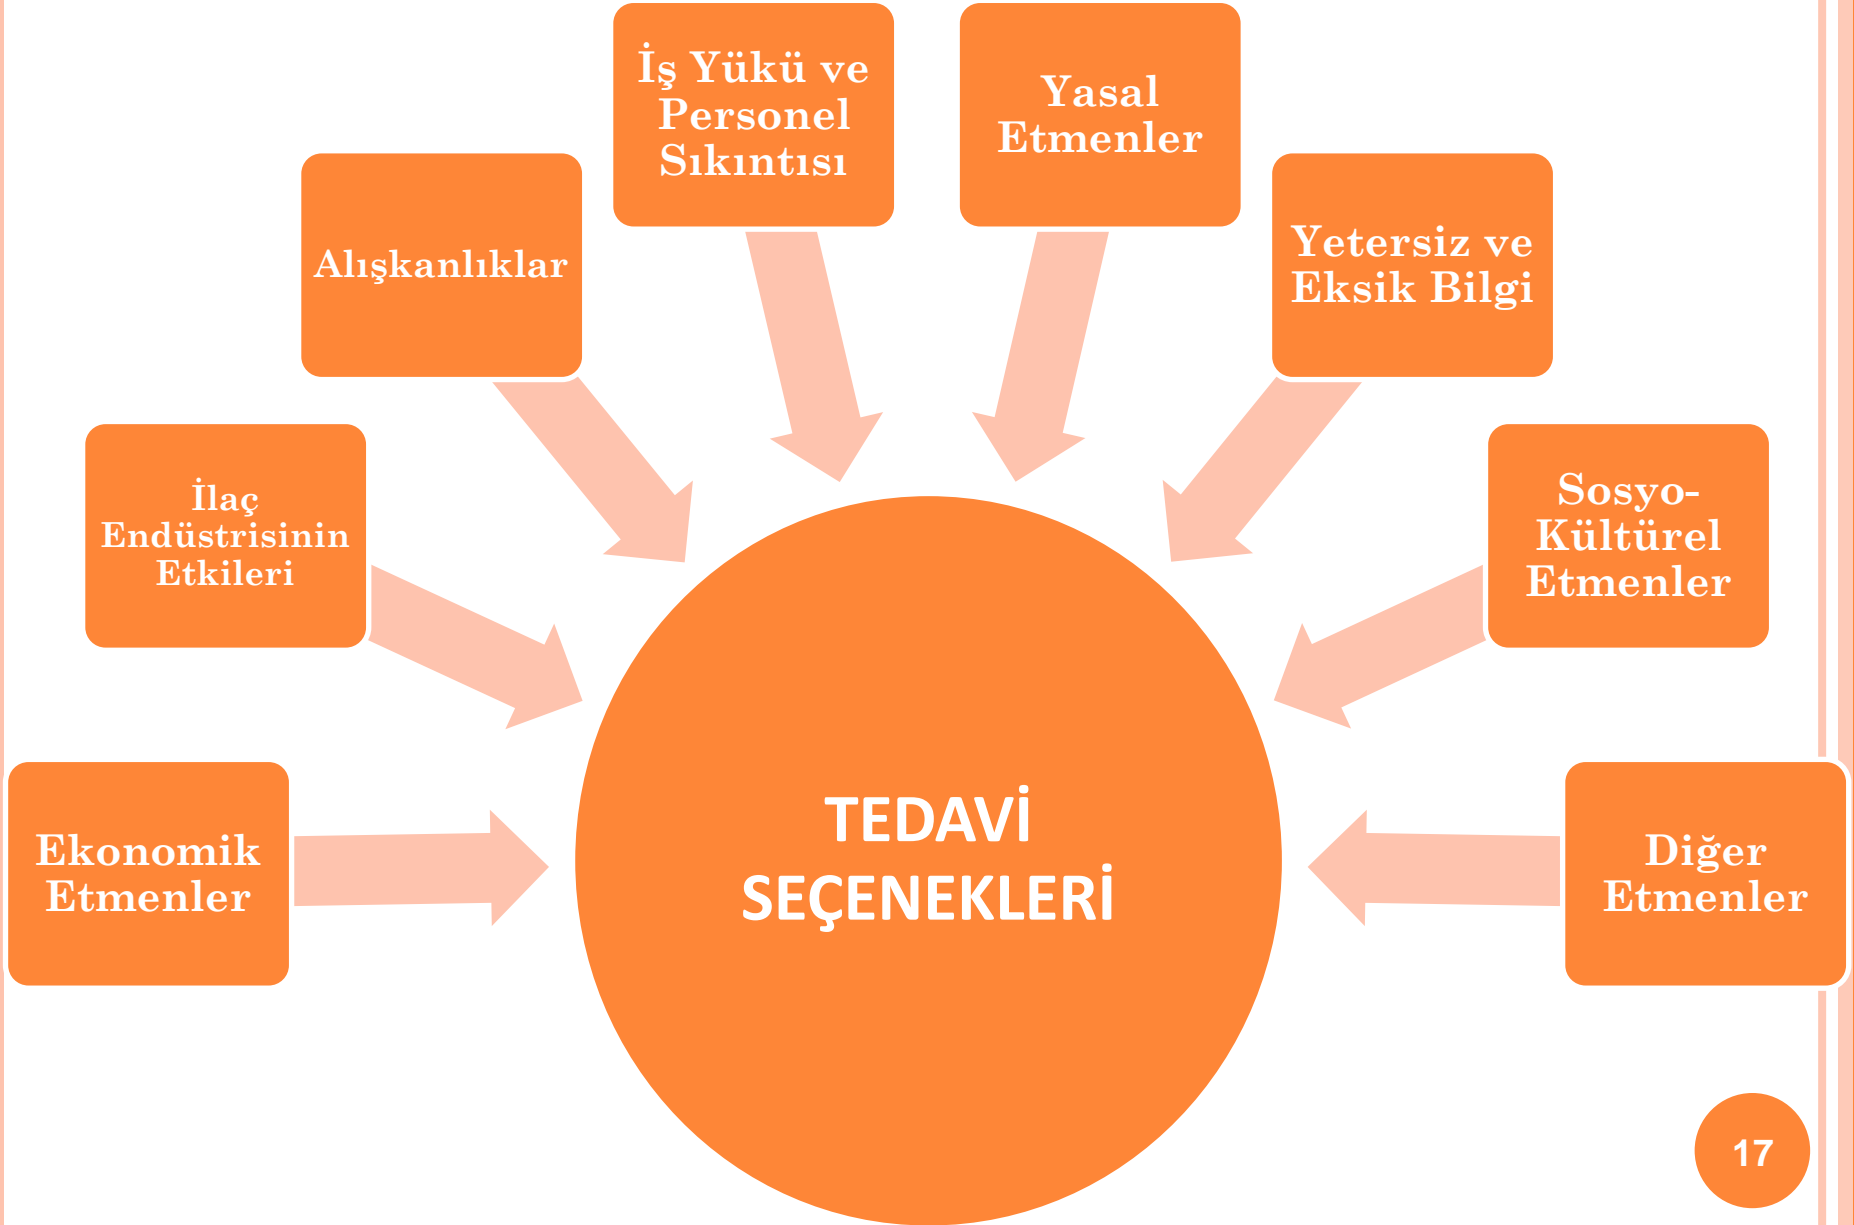 İş Yükü ve
Personel
Sıkıntısı
Yasal
Etmenler
Alışkanlıklar
Yetersiz ve
Eksik Bilgi
İlaç
Endüstrisinin
Etkileri
Sosyo-
Kültürel
Etmenler
Ekonomik
Etmenler
TEDAVİ
SEÇENEKLERİ
Diğer
Etmenler
17